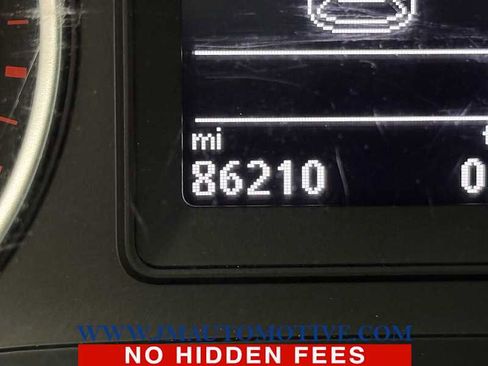 mi
86210 0
WWW.JMAUTOMOTIVE.COM
NO HIDDEN FEES